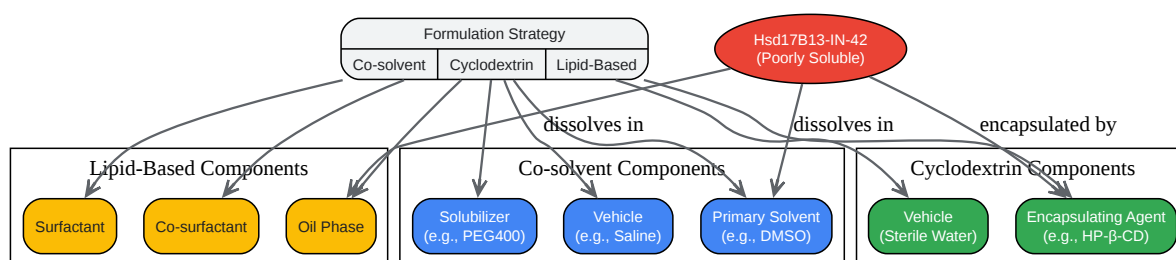 Formulation Strategy
Co-solvent
Cyclodextrin
Lipid-Based
Hsd17B13-IN-42
(Poorly Soluble)
dissolves in
dissolves in
encapsulated by
Lipid-Based Components
Co-solvent Components
Cyclodextrin Components
Surfactant
Co-surfactant
Oil Phase
Solubilizer
(e.g., PEG400)
Vehicle
(e.g., Saline)
Primary Solvent
(e.g., DMSO)
Vehicle
(Sterile Water)
Encapsulating Agent
(e.g., HP-β-CD)